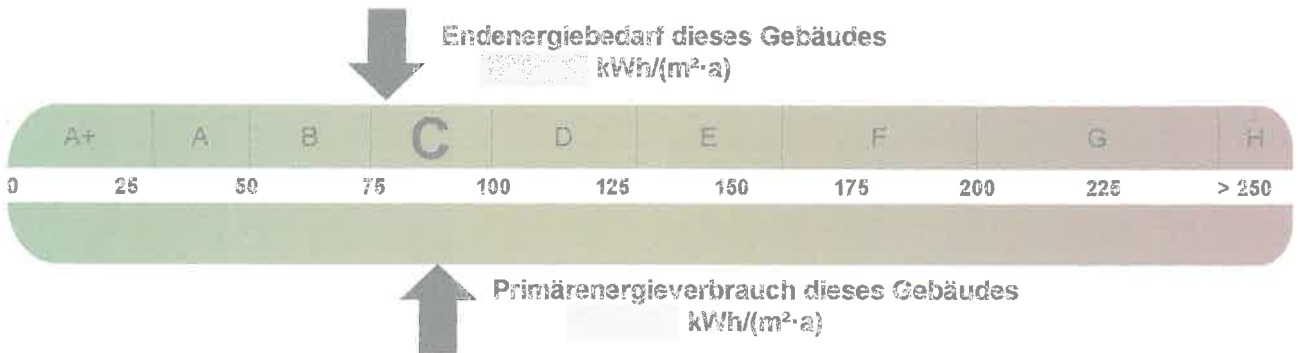 Endenergiebedarf dieses Gebäudes
kWh/(m²·a)
A+ A B C D E F G H
0 25 50 75 100 125 150 175 200 225 > 250
Primärenergieverbrauch dieses Gebäudes
kWh/(m²·a)